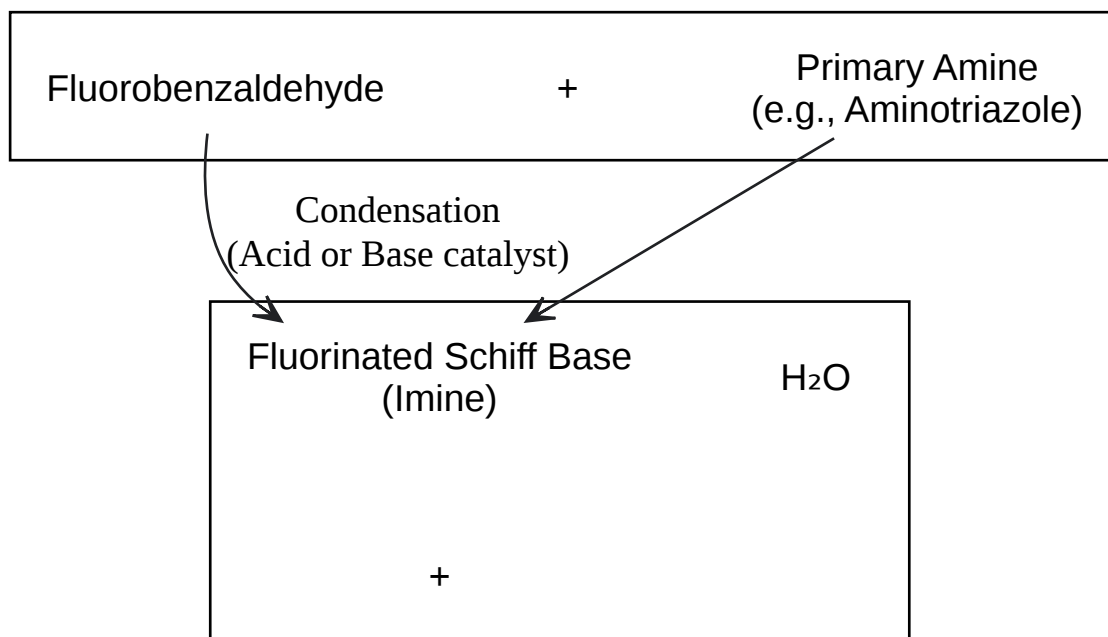 Fluorobenzaldehyde
+
Primary Amine
(e.g., Aminotriazole)
Condensation
(Acid or Base catalyst)
Fluorinated Schiff Base
(Imine)
H₂O
+